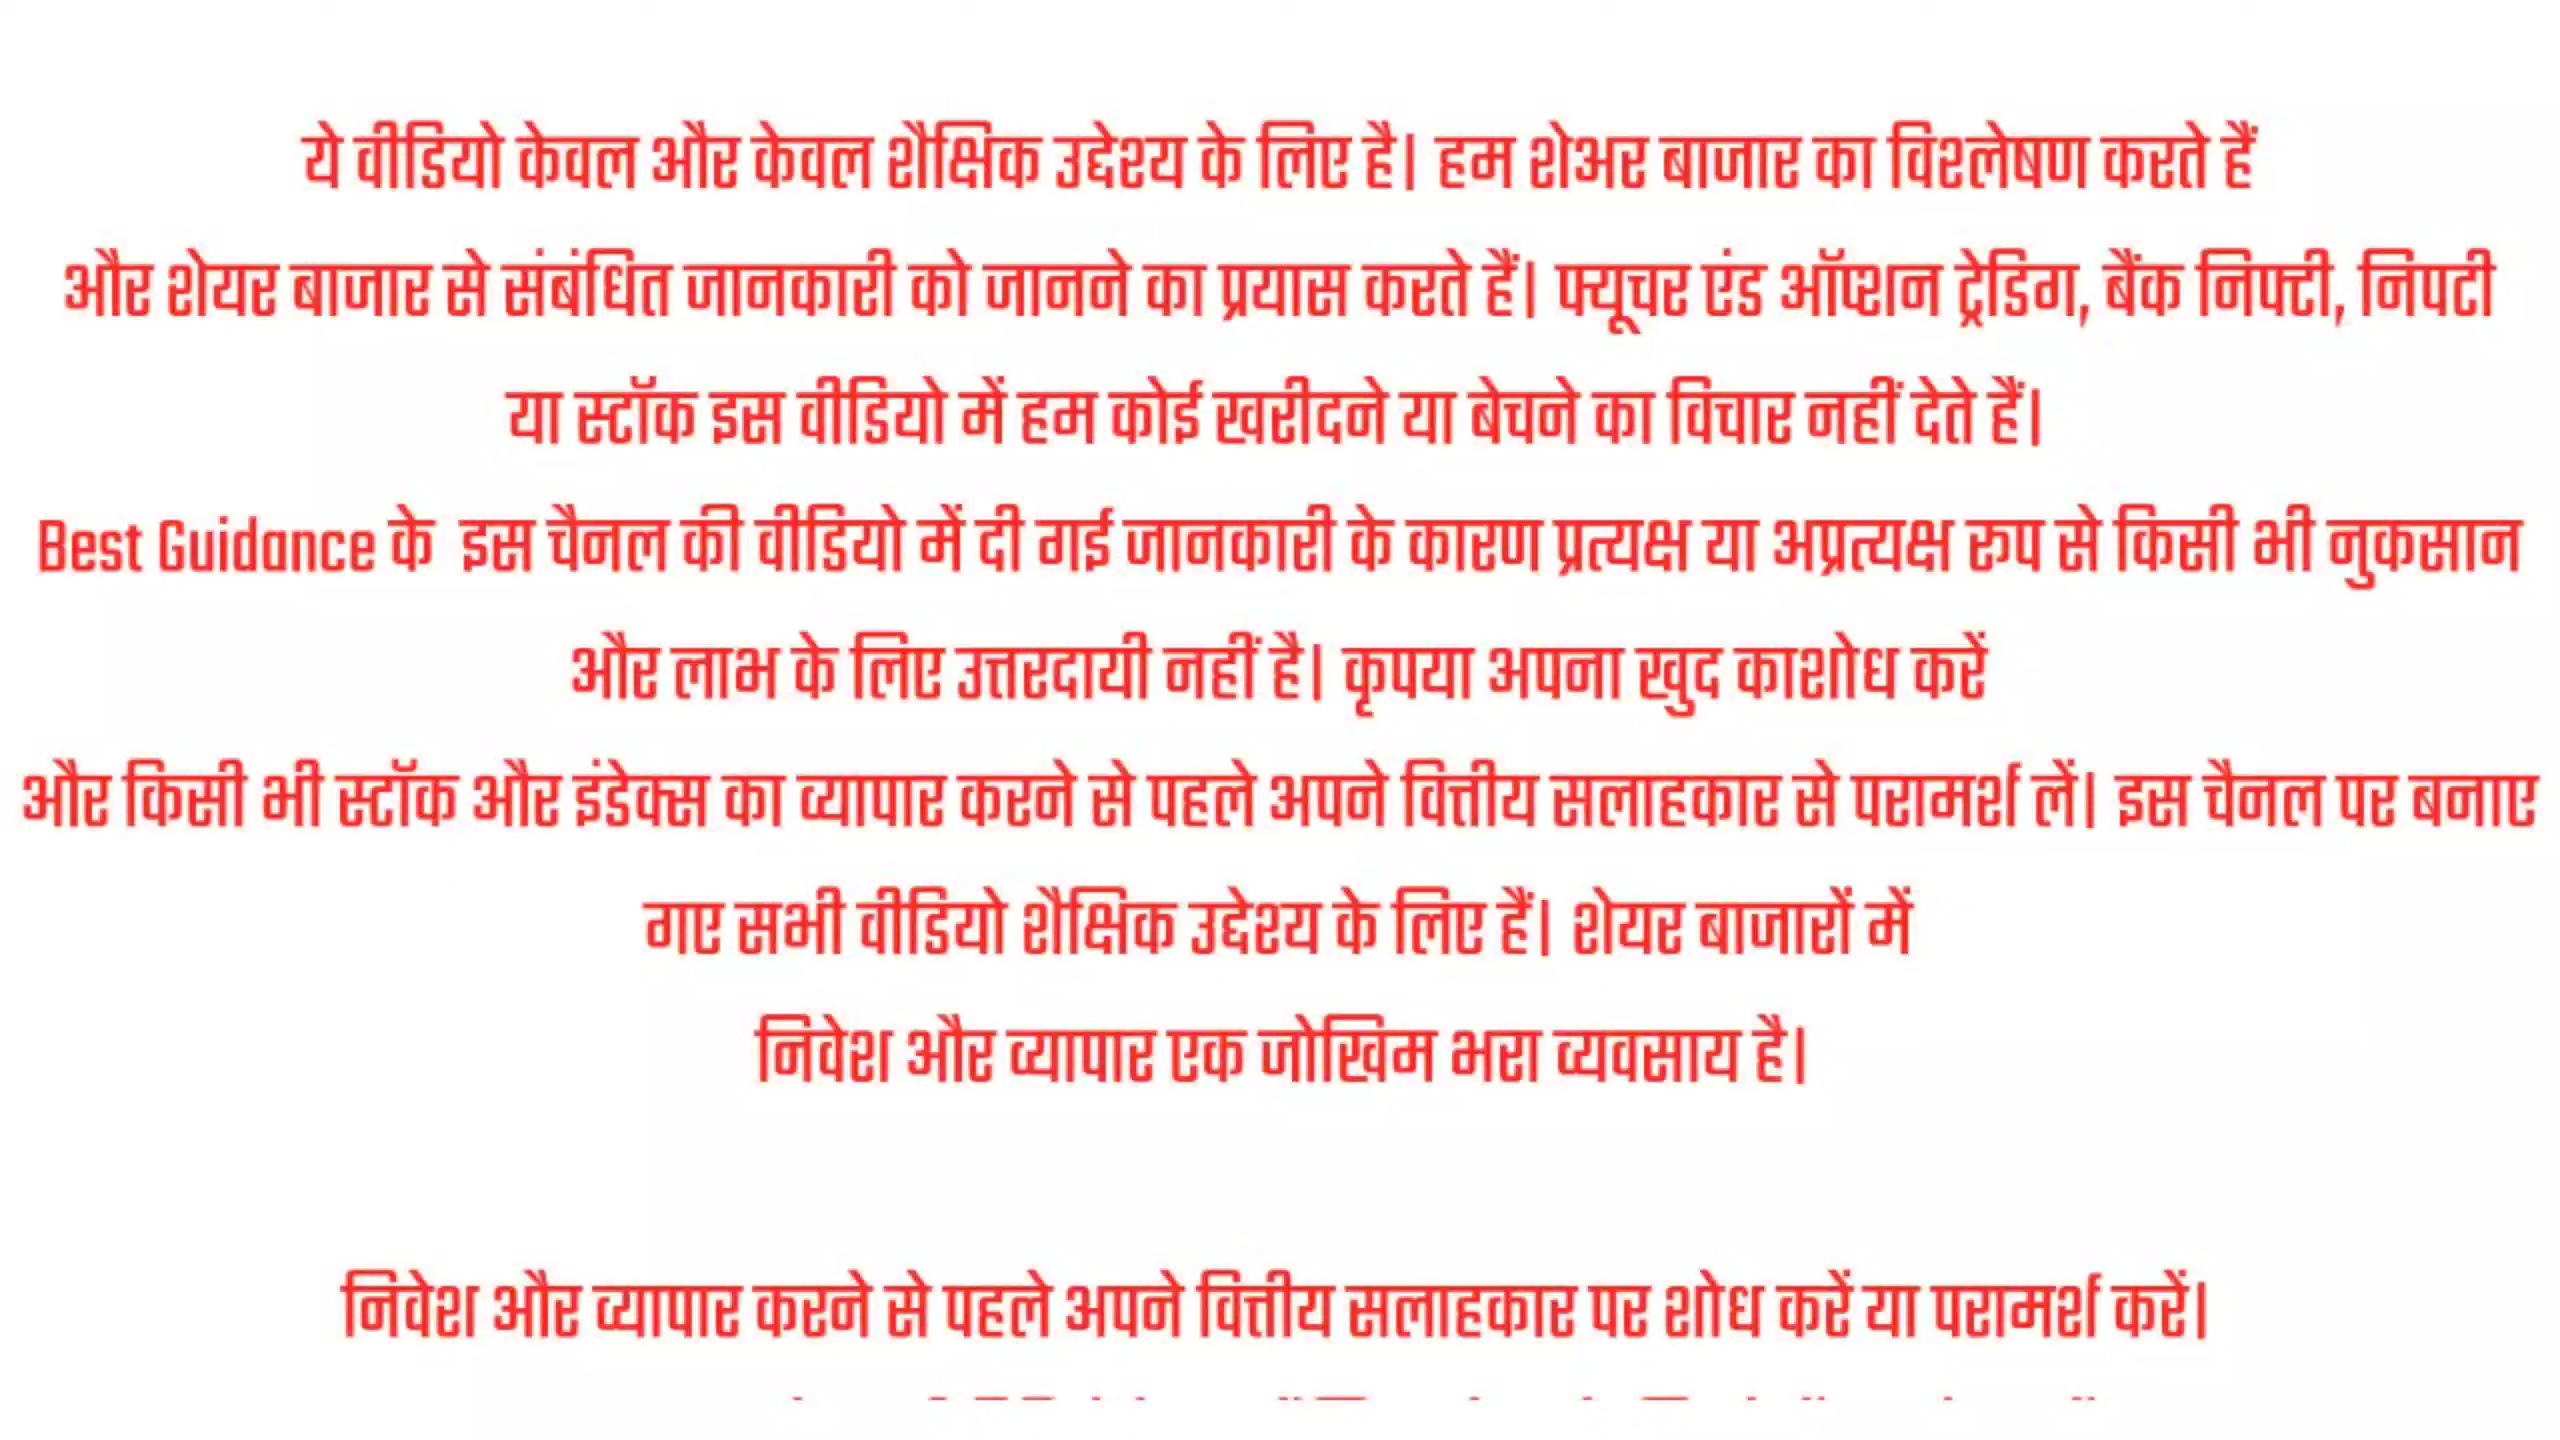 ये वीडियो केवल और केवल शैक्षिक उद्देश्य के लिए है। हम शेअर बाजार का विश्लेषण करते हैं
और शेयर बाजार से संबंधित जानकारी को जानने का प्रयास करते हैं। फ्यूचर एंड ऑप्शन ट्रेडिग, बैंक निफ्टी, निपटी
या स्टॉक इस वीडियो में हम कोई खरीदने या बेचने का विचार नहीं देते हैं।
Best Guidance के इस चैनल की वीडियो में दी गई जानकारी के कारण प्रत्यक्ष या अप्रत्यक्ष रूप से किसी भी नुकसान
और लाभ के लिए उत्तरदायी नहीं है। कृपया अपना खुद काशोध करें
और किसी भी स्टॉक और इंडेक्स का व्यापार करने से पहले अपने वित्तीय सलाहकार से परामर्श लें। इस चैनल पर बनाए
गए सभी वीडियो शैक्षिक उद्देश्य के लिए हैं। शेयर बाजारों में
निवेश और व्यापार एक जोखिम भरा व्यवसाय है।
निवेश और व्यापार करने से पहले अपने वित्तीय सलाहकार पर शोध करें या परामर्श करें।